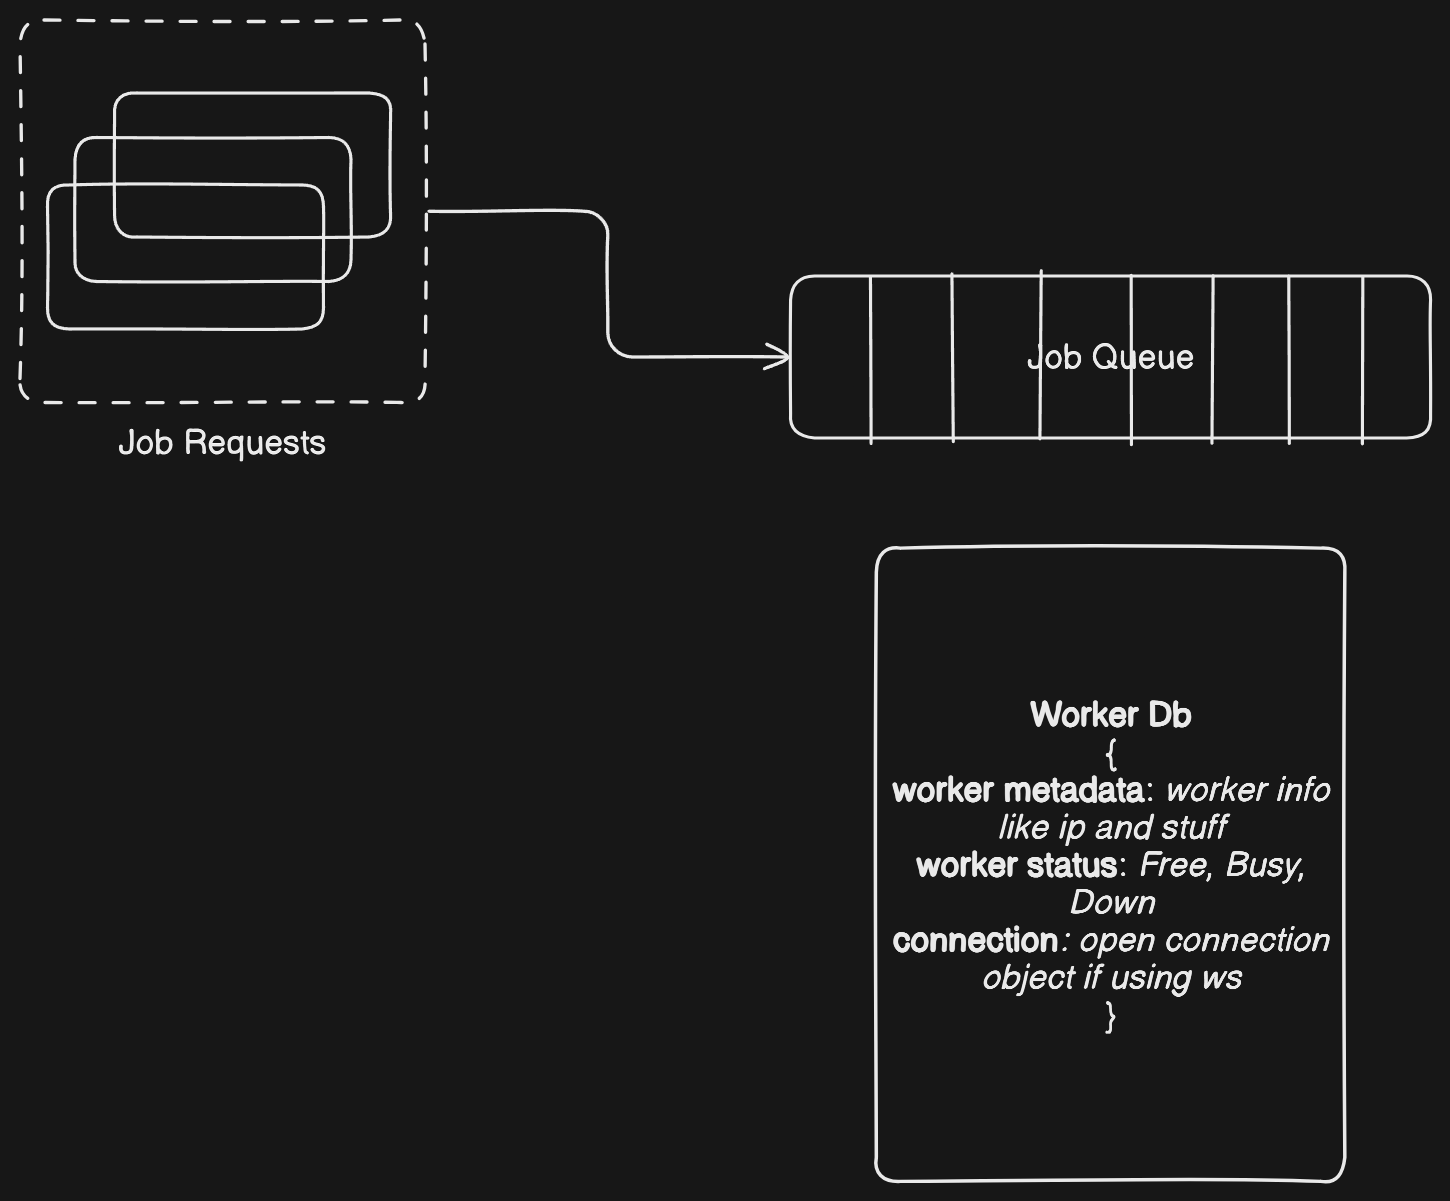 Job Requests
Job Queue
Worker Db
{
worker metadata: worker info
like ip and stuff
worker status: Free, Busy,
Down
connection: open connection
object if using ws
}